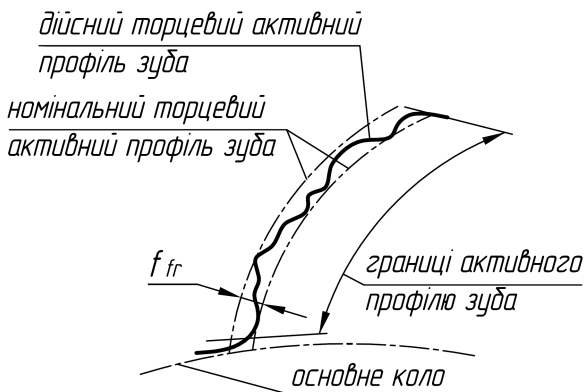 дійсний торцевий активний
профіль зуба
номінальний торцевий
активний профіль зуба
f fr
границі активного
профілю зуба
основне коло